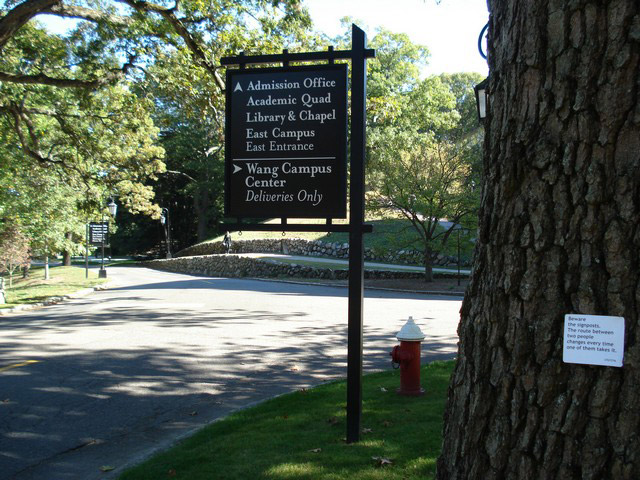 Admission Office
Academic Quad
Library & Chapel
East Campus
East Entrance
Wang Campus
Center
Deliveries Only
Beware
the signposts.
The route between
two people
changes every time
one of them takes it.